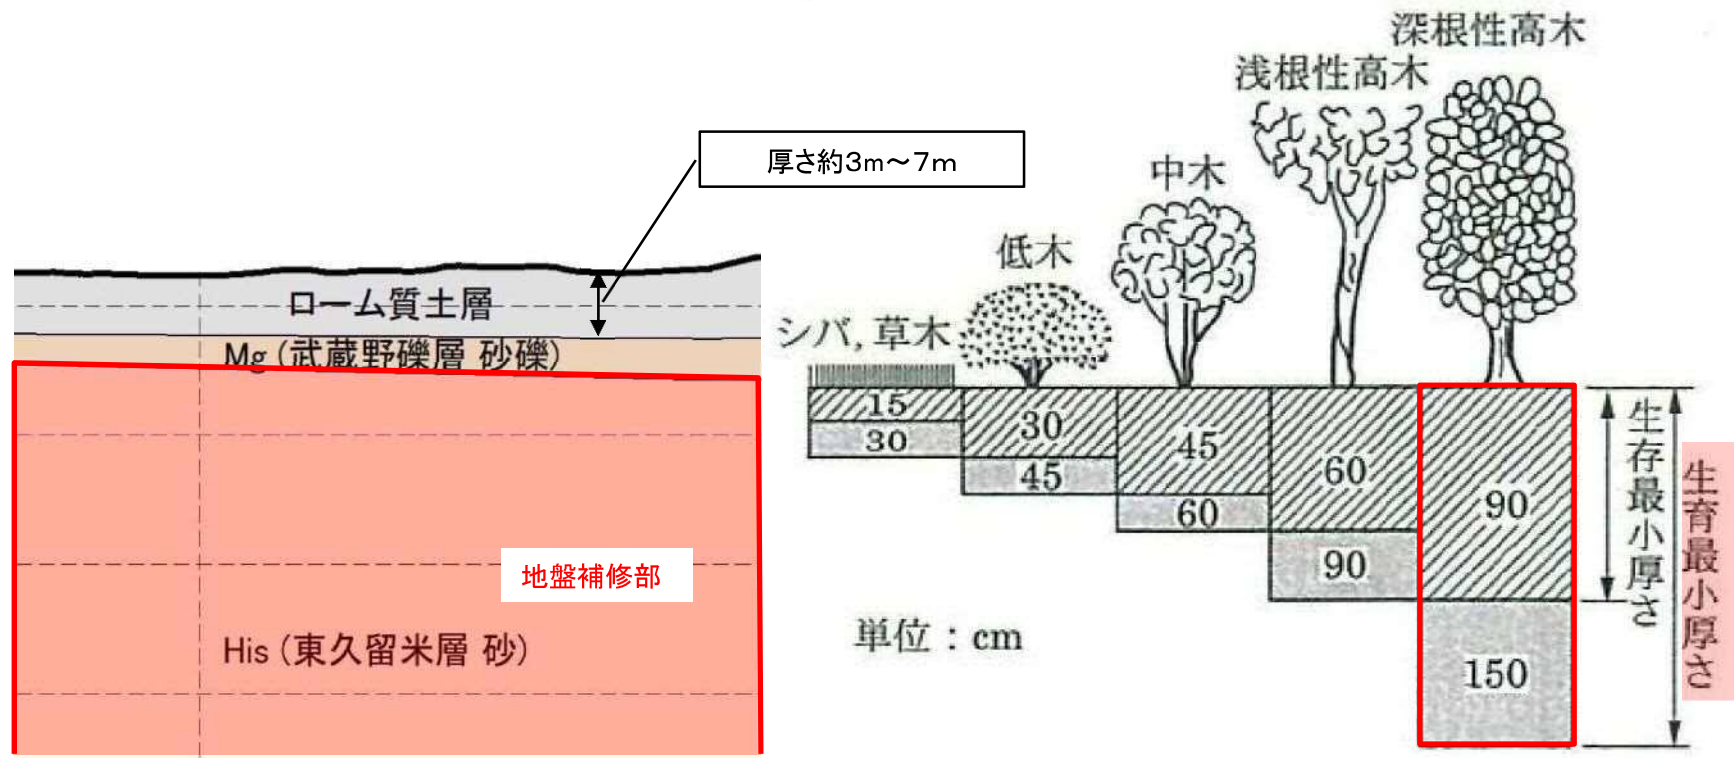 厚さ約3m～7m
ローム質土層
Mg (武蔵野礫層 砂礫)
地盤補修部
His (東久留米層 砂)
深根性高木
浅根性高木
中木
低木
シバ, 草木
15
30
30
45
45
60
60
90
90
150
単位：cm
生存最小厚さ
生育最小厚さ